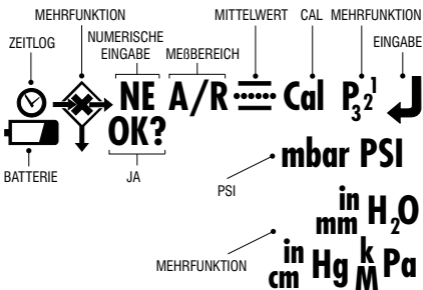 MEHRFUNKTION MITTELWERT CAL MEHRFUNKTION
ZEITLOG NUMERISCHE EINGABE MEßBEREICH EINGABE
NE A/R Cal P 1 2 3
OK?
BATTERIE JA
mbar PSI
PSI
in mm H2O
MEHRFUNKTION
in cm Hg k M Pa